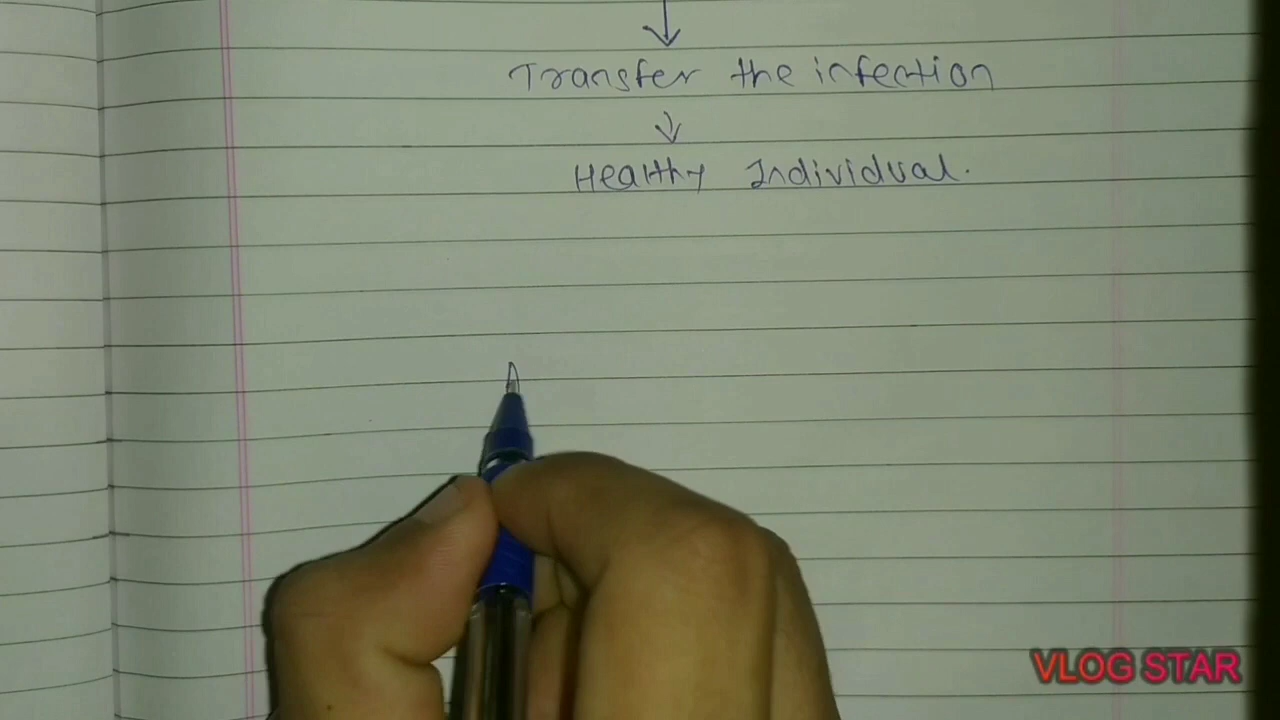 Transfer the infection
Healthy Individual.
VLOG STAR